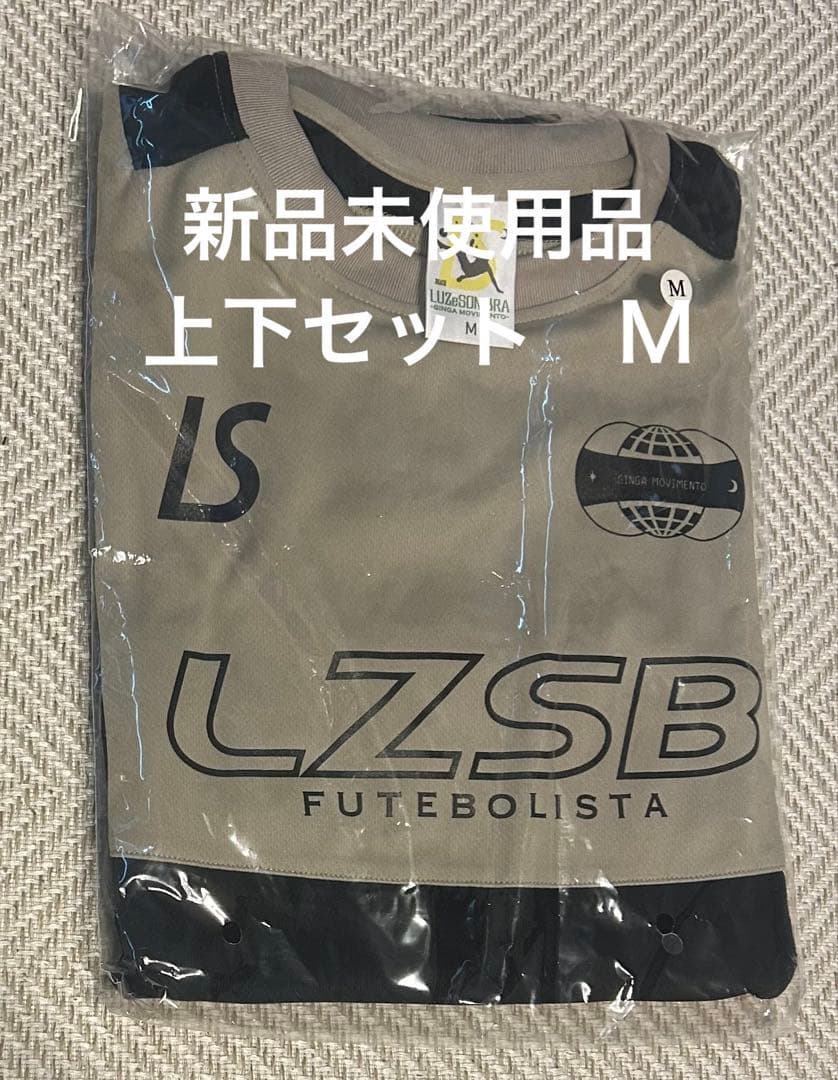 新品未使用品
上下セット　M
LUZeSOMBRA
-GINGA MOVIMENTO-
M
M
LS
GINGA MOVIMENTO
LZSB
FUTEBOLISTA